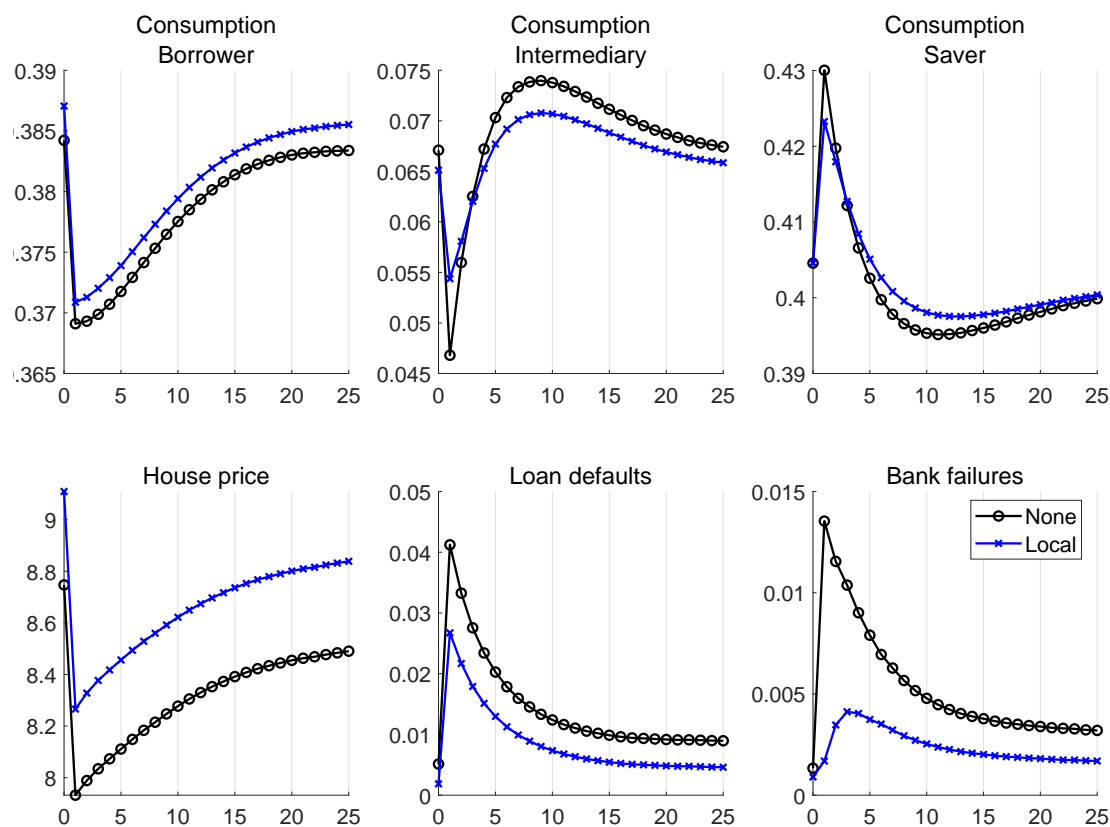 Consumption
Borrower
0.39
.385
0.38
.375
0.37
.365
0 5 10 15 20 25
Consumption
Intermediary
0.075
0.07
0.065
0.06
0.055
0.05
0.045
0 5 10 15 20 25
Consumption
Saver
0.43
0.42
0.41
0.4
0.39
0 5 10 15 20 25
House price
9
8.8
8.6
8.4
8.2
8
0 5 10 15 20 25
Loan defaults
0.05
0.04
0.03
0.02
0.01
0
0 5 10 15 20 25
Bank failures
0.015
0.01
0.005
0
0 5 10 15 20 25
None
Local